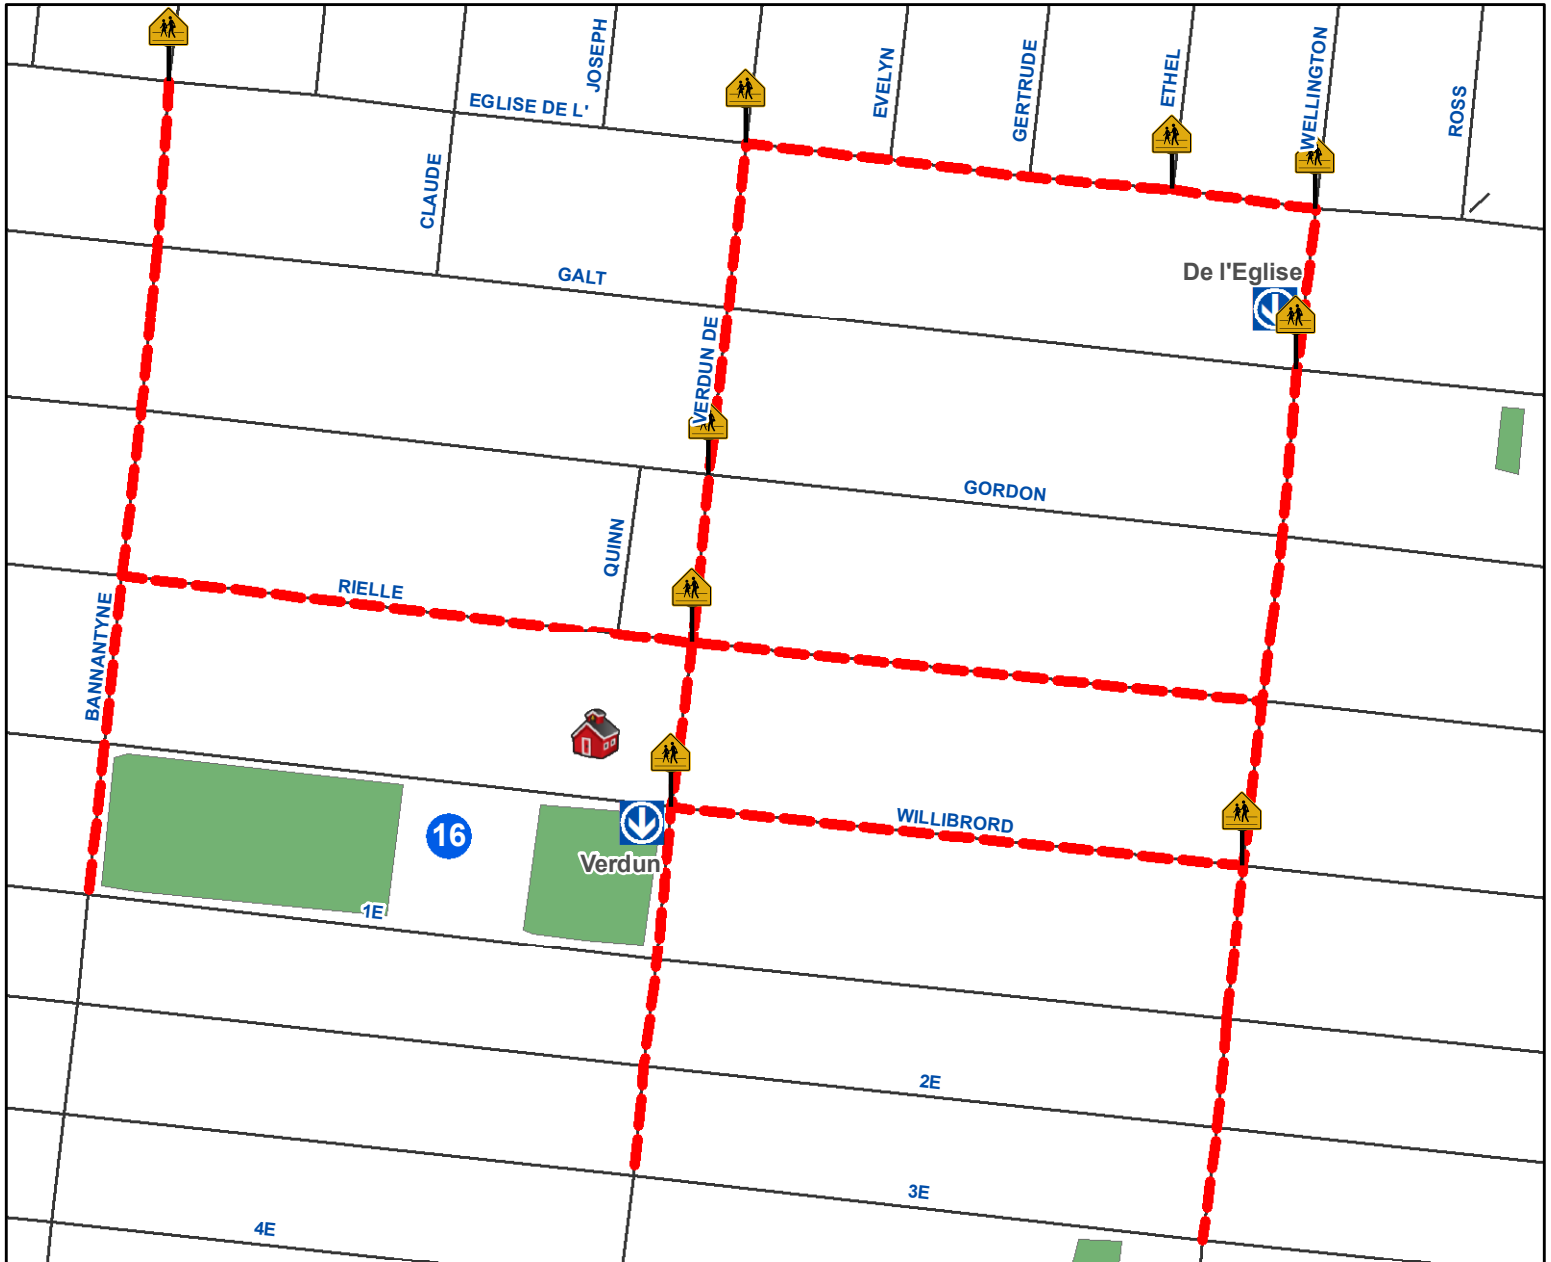 JOSEPH
EVELYN
GERTRUDE
ETHEL
WELLINGTON
ROSS
EGLISE DE L'
CLAUDE
GALT
De l'Eglise
VERDUN DE
GORDON
QUINN
RIELLE
BANNANTYNE
16
WILLIBRORD
Verdun
1E
2E
3E
4E